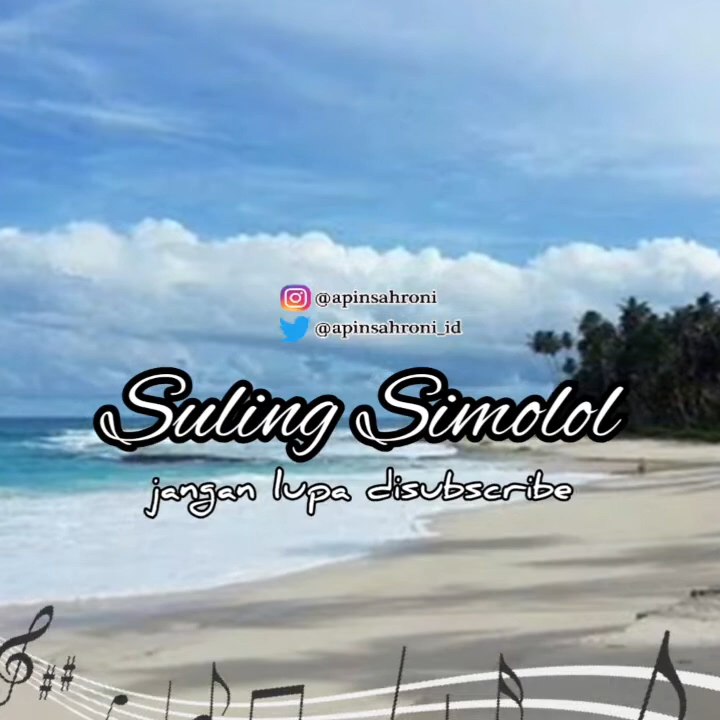 @apinsahroni
@apinsahroni_id
Suling Simolol
jangan lupa disubscribe